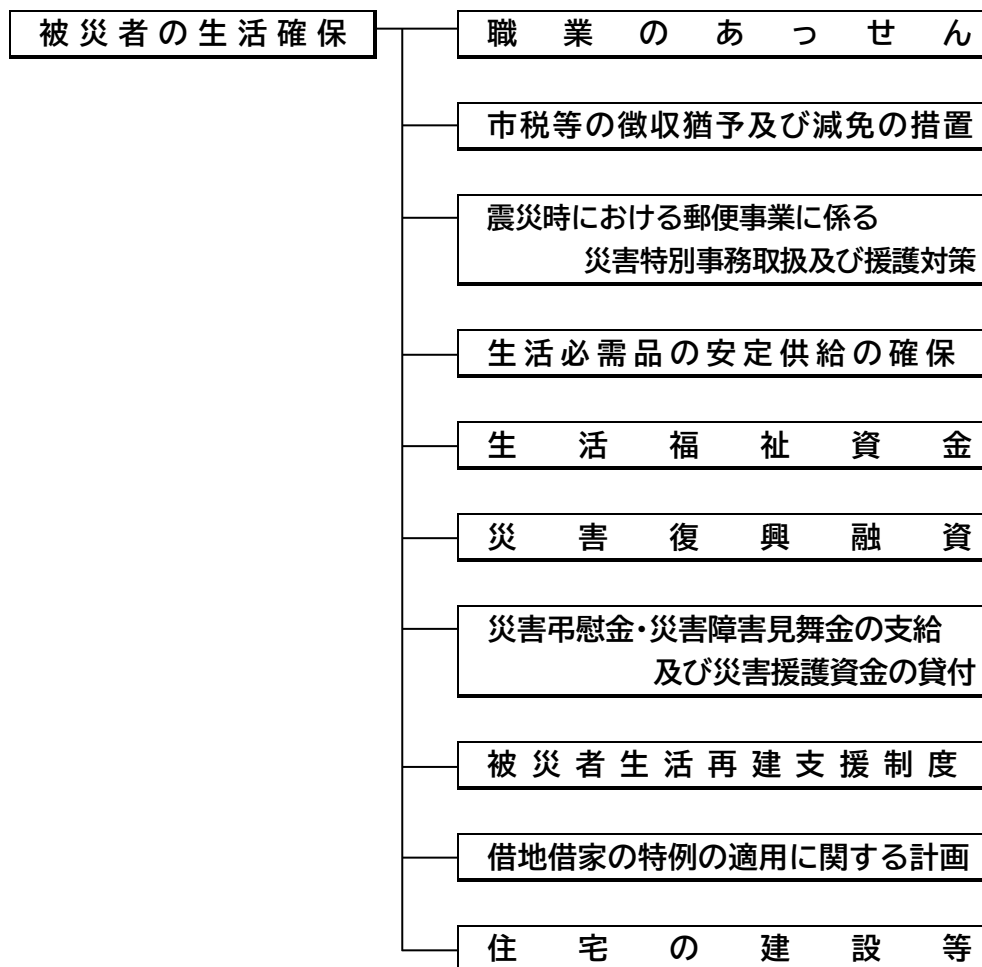 被災者の生活確保
職業のあっせん
市税等の徴収猶予及び減免の措置
震災時における郵便事業に係る
災害特別事務取扱及び援護対策
生活必需品の安定供給の確保
生活福祉資金
災害復興融資
災害弔慰金・災害障害見舞金の支給
及び災害援護資金の貸付
被災者生活再建支援制度
借地借家の特例の適用に関する計画
住宅の建設等